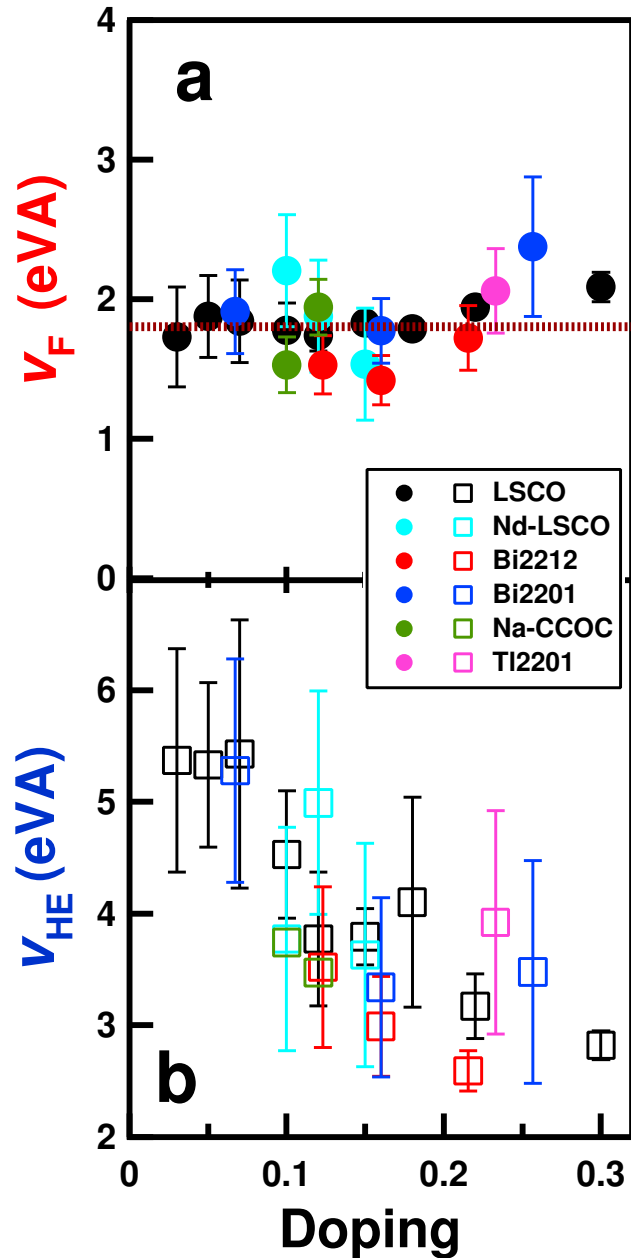 a
4
3
2
1
0
v_F (eVA)
LSCO
Nd-LSCO
Bi2212
Bi2201
Na-CCOC
Tl2201
6
5
4
3
2
v_HE (eVA)
b
0
0.1
0.2
0.3
Doping